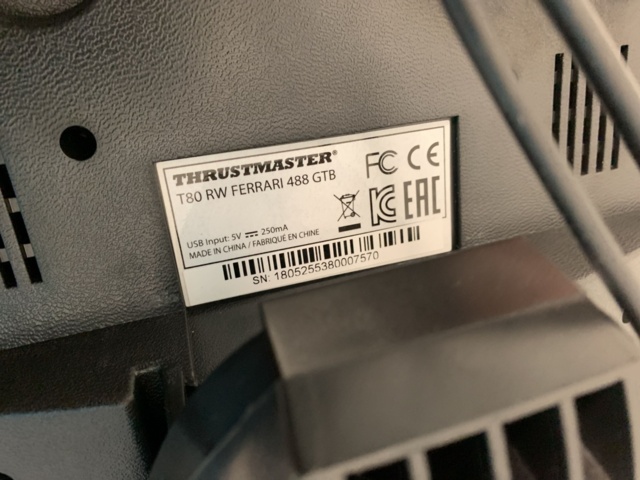 THRUSTMASTER®
T80 RW FERRARI 488 GTB
FC CE
USB Input: 5V ⎓ 250mA
MADE IN CHINA / FABRIQUE EN CHINE
KC EAC
SN: 1805255380007570